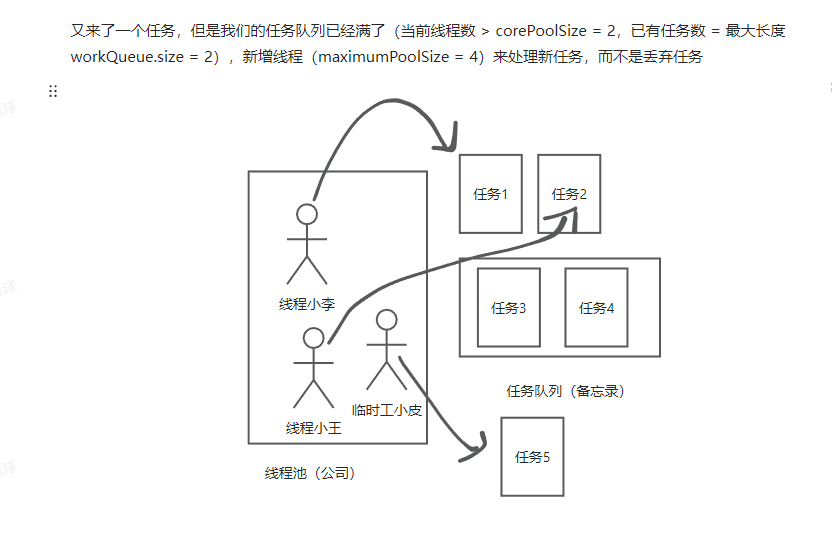 又来了一个任务，但是我们的任务队列已经满了（当前线程数 > corePoolSize = 2，已有任务数 = 最大长度
workQueue.size = 2），新增线程（maximumPoolSize = 4）来处理新任务，而不是丢弃任务
任务1
任务2
线程小李
任务3
任务4
任务队列（备忘录）
临时工小皮
线程小王
任务5
线程池（公司）